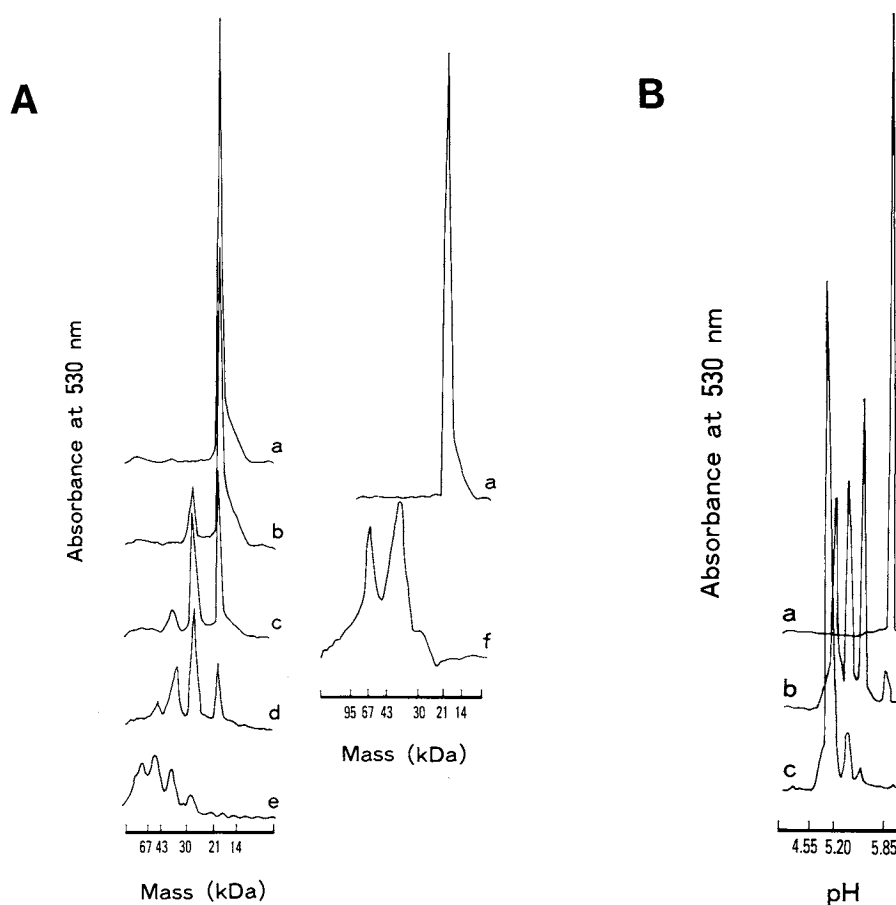 A
B
Absorbance at 530 nm
a
b
c
d
e
67 43 30 21 14
Mass (kDa)
a
f
95 67 43 30 21 14
Mass (kDa)
Absorbance at 530 nm
a
b
c
4.55 5.20 5.85
pH